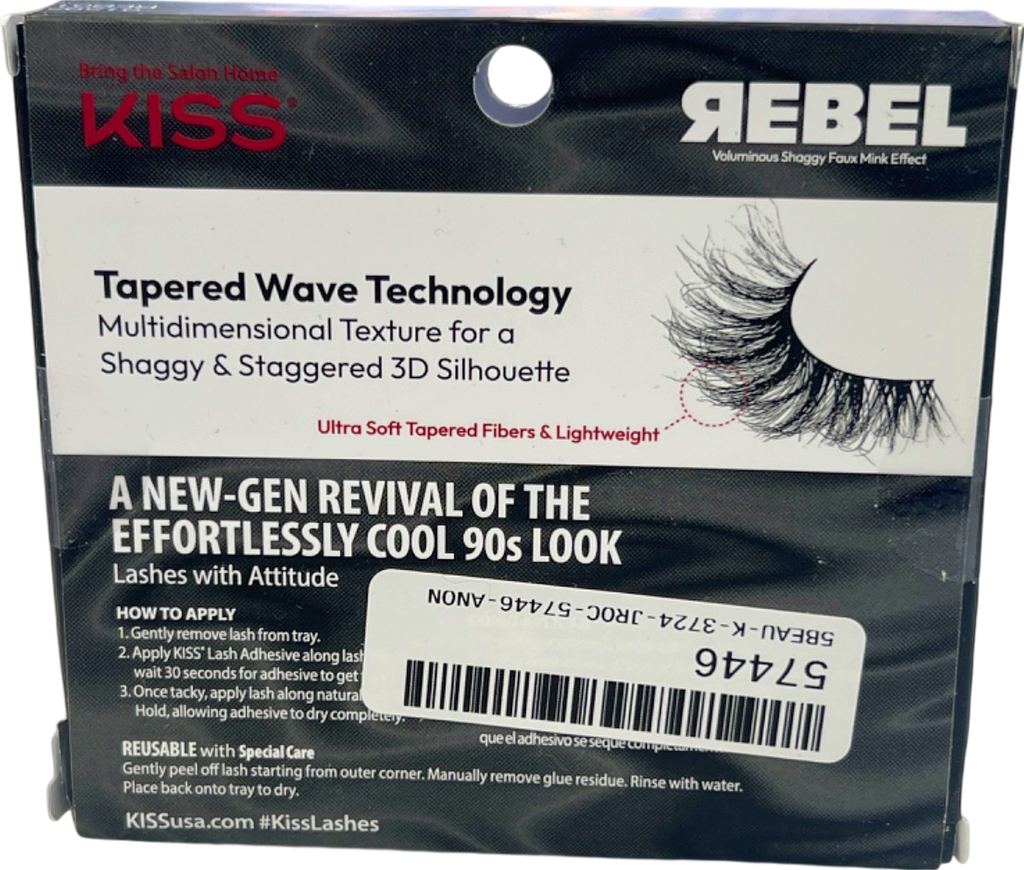 Bring the Salon Home
KISS
REBEL
Voluminous Shaggy Faux Mink Effect
Tapered Wave Technology
Multidimensional Texture for a
Shaggy & Staggered 3D Silhouette
Ultra Soft Tapered Fibers & Lightweight
A NEW-GEN REVIVAL OF THE
EFFORTLESSLY COOL 90s LOOK
Lashes with Attitude
HOW TO APPLY
1. Gently remove lash from tray.
2. Apply KISS® Lash Adhesive along lash
wait 30 seconds for adhesive to get
3. Once tacky, apply lash along natural
Hold, allowing adhesive to dry completely.
que el adhesivo se seque
5BEAU-K-3724-JROC-57446-ANON
57446
REUSABLE with Special Care
Gently peel off lash starting from outer corner. Manually remove glue residue. Rinse with water.
Place back onto tray to dry.
KISSusa.com #KissLashes